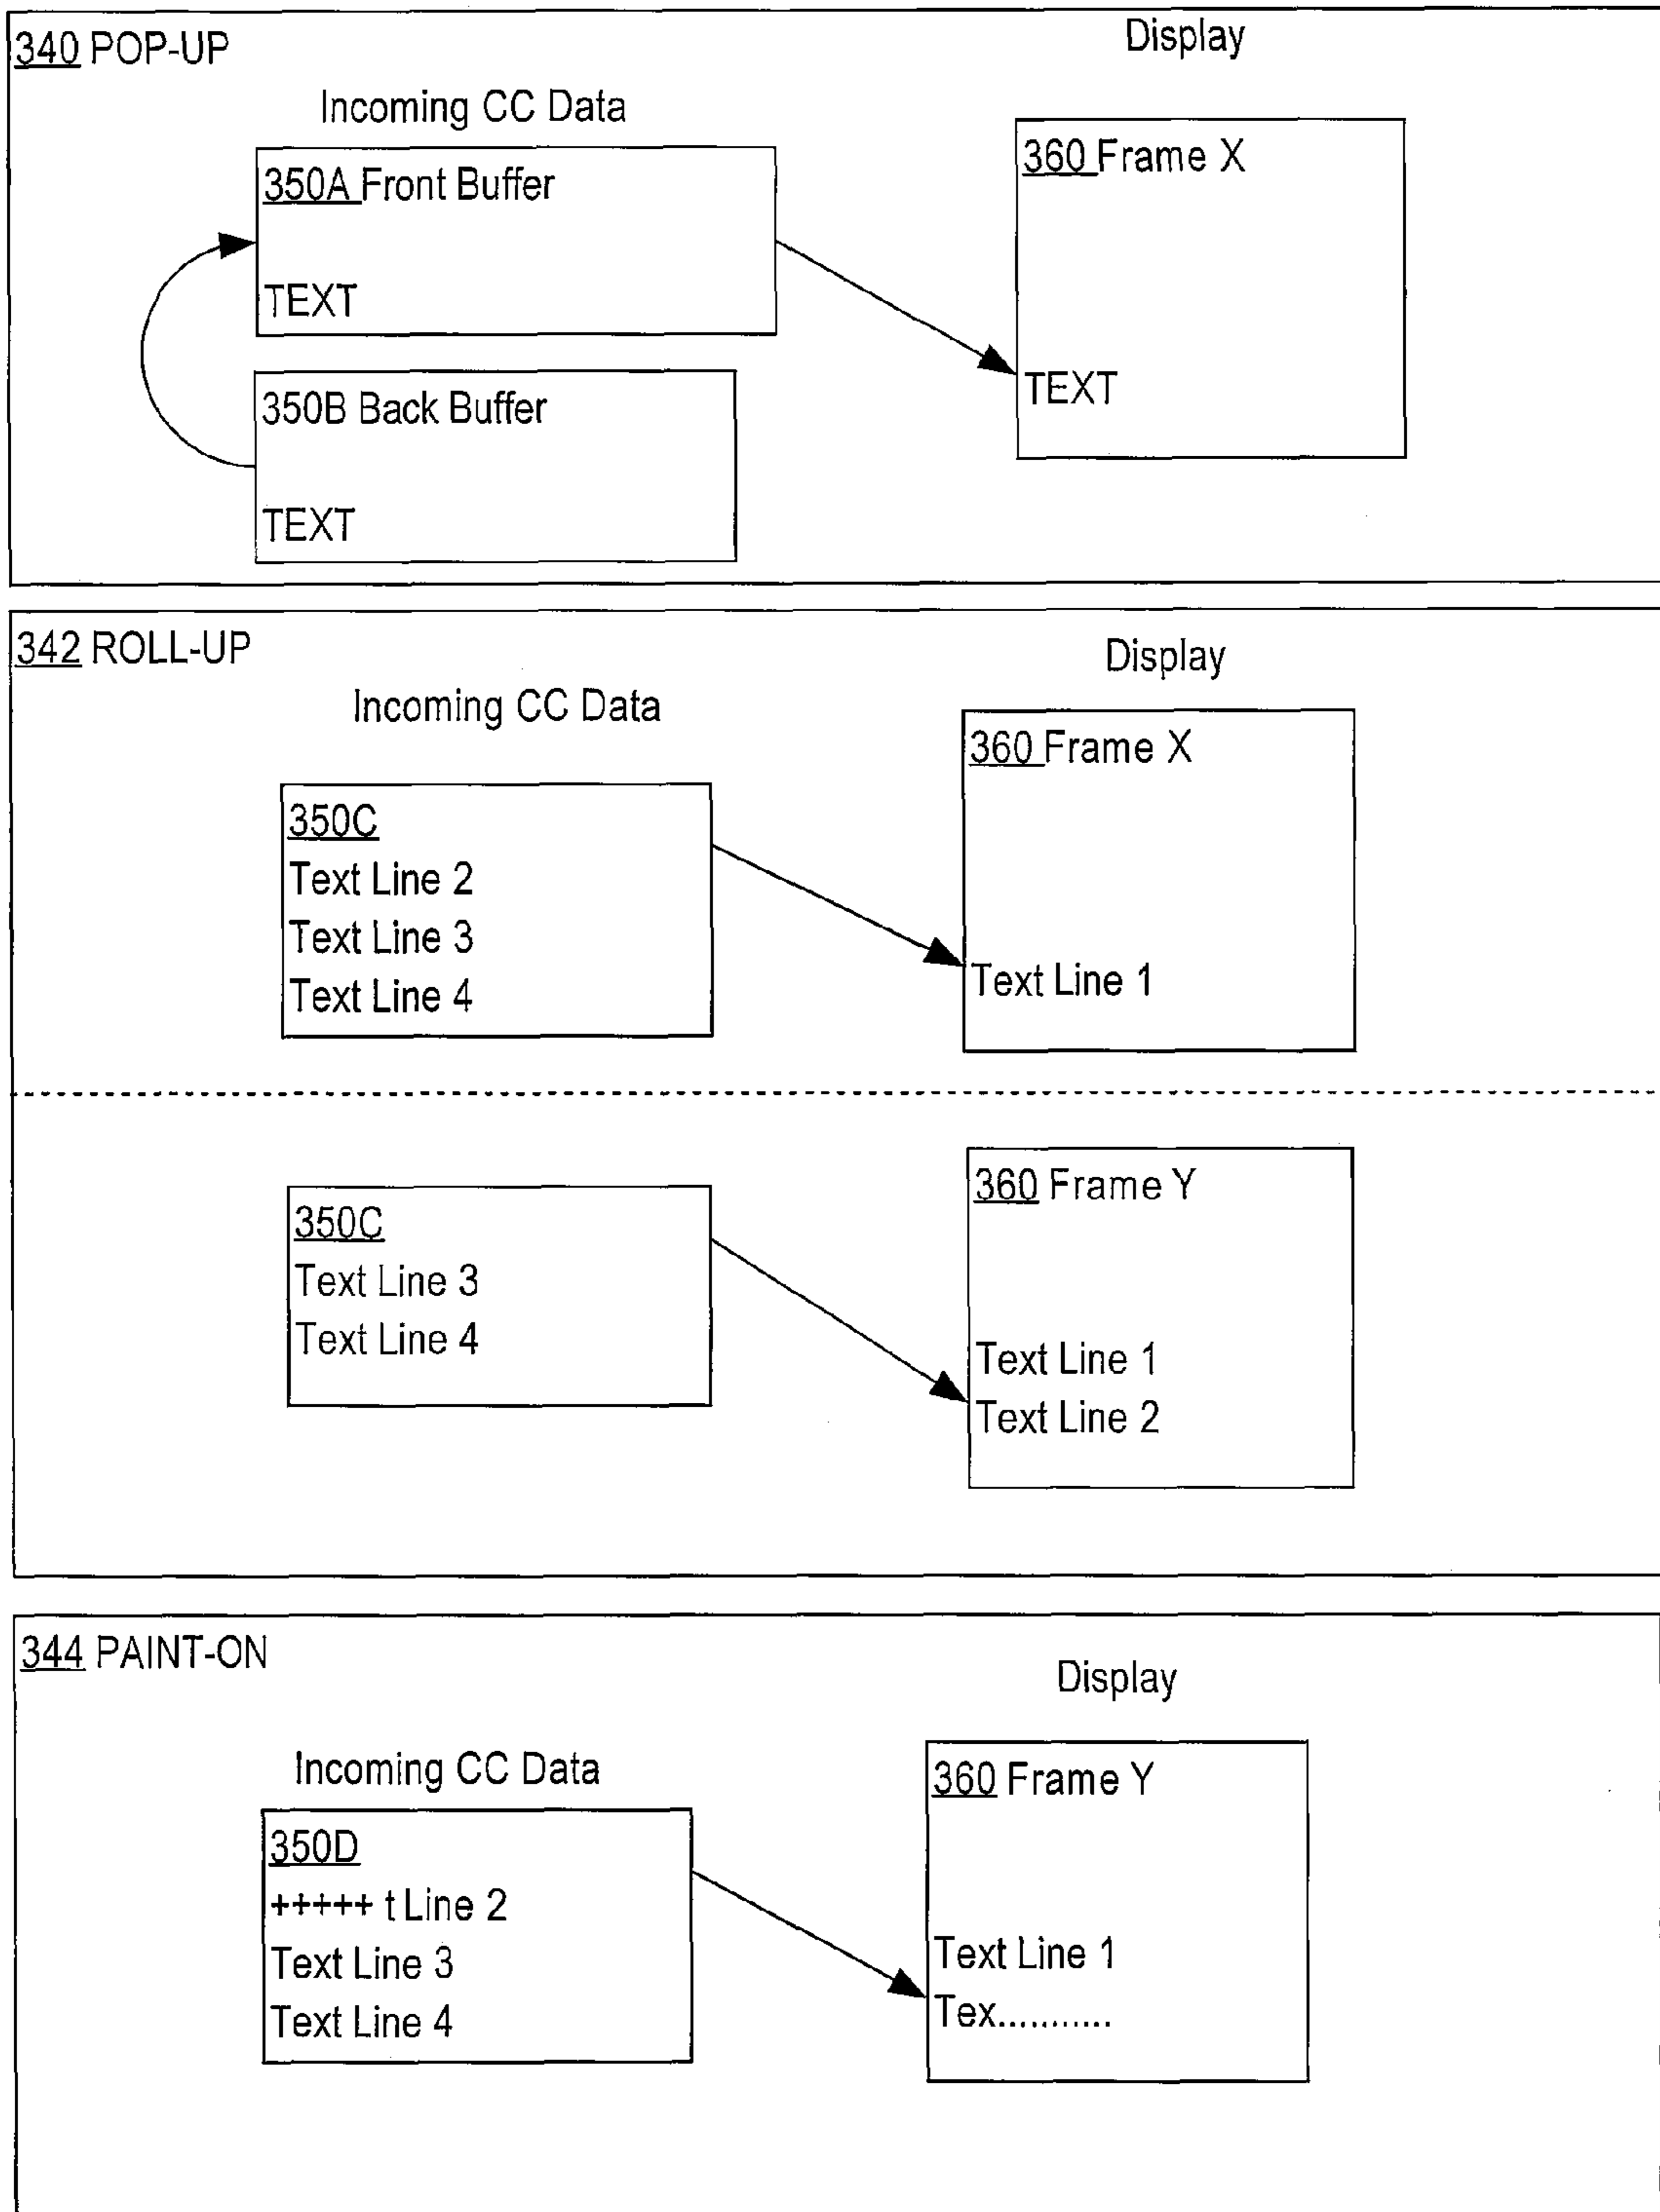 340 POP-UP
Display
Incoming CC Data
350A Front Buffer
TEXT
350B Back Buffer
TEXT
360 Frame X
TEXT
342 ROLL-UP
Display
Incoming CC Data
350C
Text Line 2
Text Line 3
Text Line 4
360 Frame X
Text Line 1
350C
Text Line 3
Text Line 4
360 Frame Y
Text Line 1
Text Line 2
344 PAINT-ON
Display
Incoming CC Data
350D
+++++ t Line 2
Text Line 3
Text Line 4
360 Frame Y
Text Line 1
Tex...........